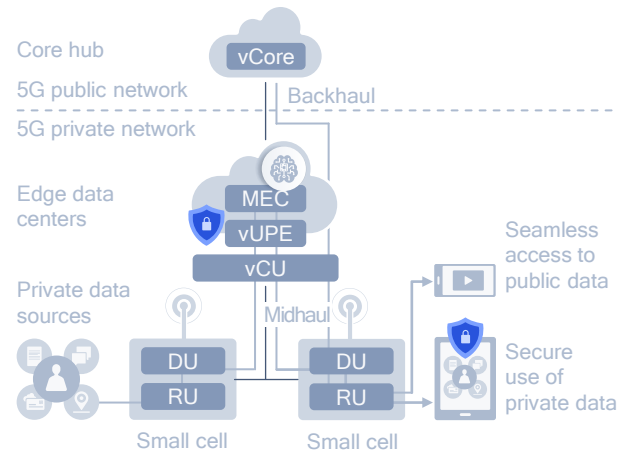 Core hub
vCore
5G public network
Backhaul
5G private network
MEC
Edge data
centers
vUPE
vCU
Seamless
access to
public data
Private data
sources
Midhaul
DU
RU
DU
RU
Secure
use of
private data
Small cell
Small cell